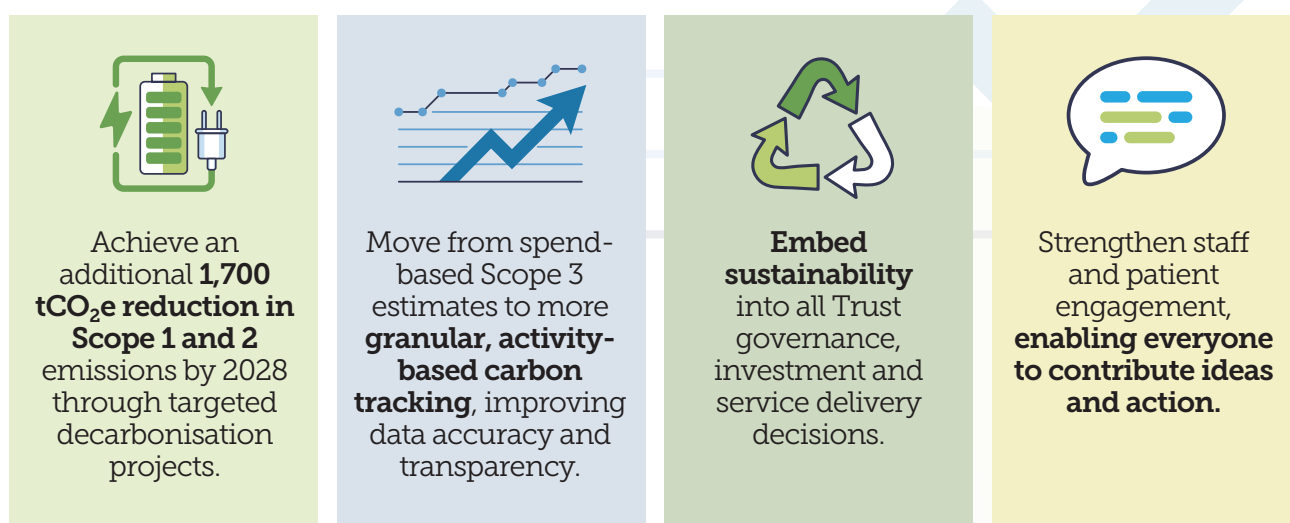 Achieve an
additional 1,700
tCO₂e reduction in
Scope 1 and 2
emissions by 2028
through targeted
decarbonisation
projects.
Move from spend-
based Scope 3
estimates to more
granular, activity-
based carbon
tracking, improving
data accuracy and
transparency.
Embed
sustainability
into all Trust
governance,
investment and
service delivery
decisions.
Strengthen staff
and patient
engagement,
enabling everyone
to contribute ideas
and action.